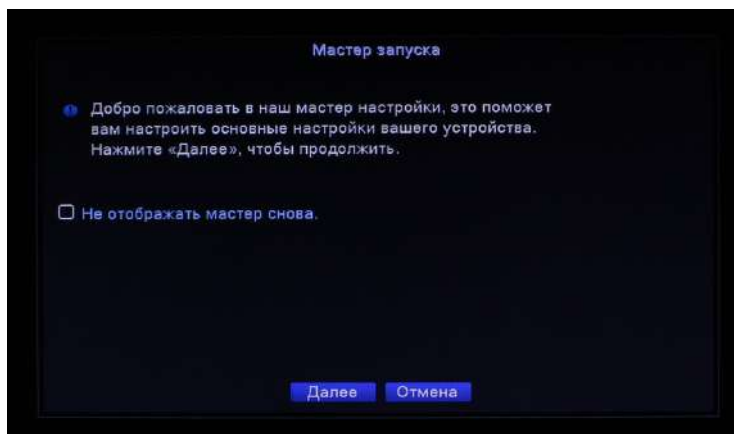 Мастер запуска
Добро пожаловать в наш мастер настройки, это поможет
вам настроить основные настройки вашего устройства.
Нажмите «Далее», чтобы продолжить.
Не отображать мастер снова.
Далее Отмена